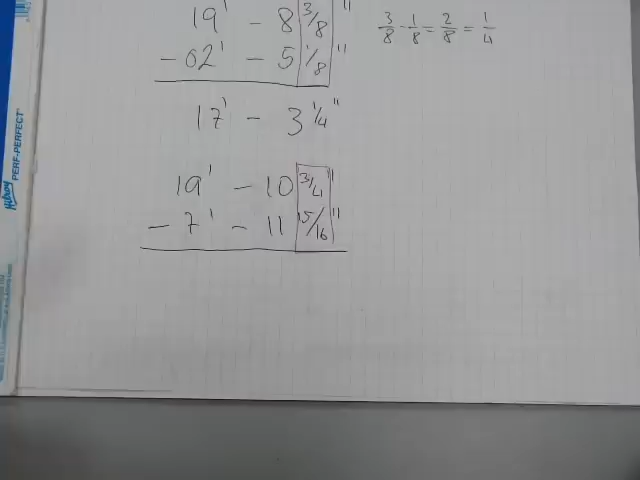 19' - 8 3/8"
3/8 - 1/8 = 2/8 = 1/4
- 02' - 5 1/8"
17' - 3 1/4"
19' - 10 3/4"
- 7' - 11 15/16"
Hilroy PERF-PERFECT